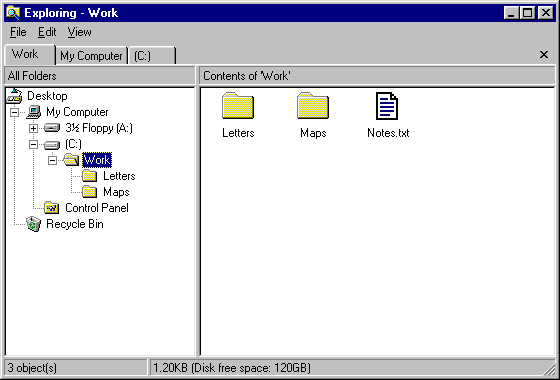 Exploring - Work
File Edit View
Work My Computer (C:)
All Folders Contents of 'Work'
Desktop
My Computer
3½ Floppy (A:)
(C:)
Work
Letters
Maps
Control Panel
Recycle Bin
Letters Maps Notes.txt
3 object(s) 1.20KB (Disk free space: 120GB)